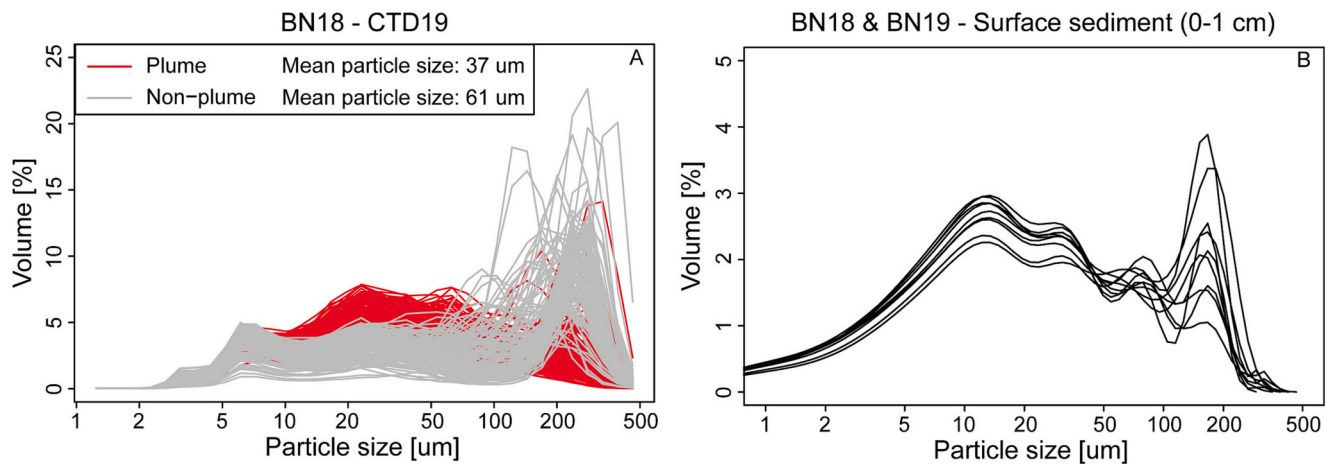 BN18 - CTD19
A
Plume Mean particle size: 37 um
Non−plume Mean particle size: 61 um
Volume [%]
25
20
15
10
5
0
1 2 5 10 20 50 100 200 500
Particle size [um]
BN18 & BN19 - Surface sediment (0-1 cm)
B
Volume [%]
5
4
3
2
1
0
1 2 5 10 20 50 100 200 500
Particle size [um]